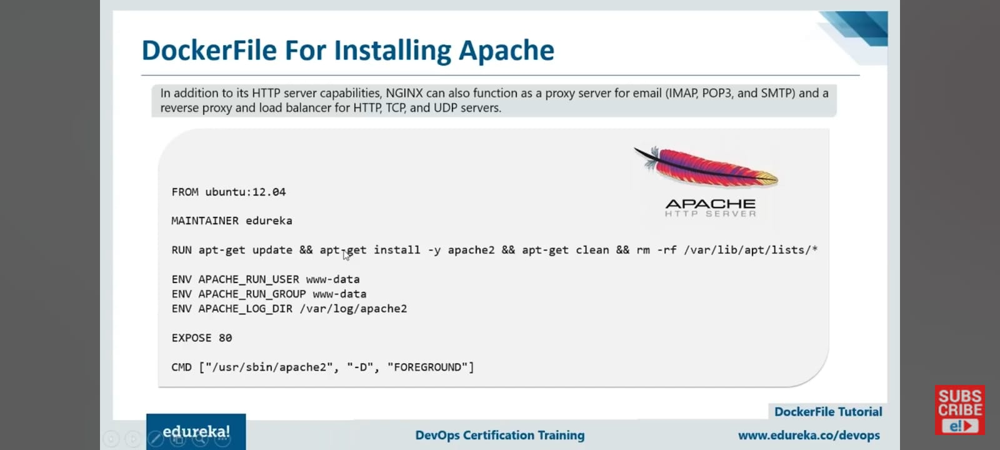 DockerFile For Installing Apache
In addition to its HTTP server capabilities, NGINX can also function as a proxy server for email (IMAP, POP3, and SMTP) and a
reverse proxy and load balancer for HTTP, TCP, and UDP servers.
APACHE
HTTP SERVER
FROM ubuntu:12.04
MAINTAINER edureka
RUN apt-get update && apt-get install -y apache2 && apt-get clean && rm -rf /var/lib/apt/lists/*
ENV APACHE_RUN_USER www-data
ENV APACHE_RUN_GROUP www-data
ENV APACHE_LOG_DIR /var/log/apache2
EXPOSE 80
CMD ["/usr/sbin/apache2", "-D", "FOREGROUND"]
SUBS
CRIBE
e!
DockerFile Tutorial
edureka!
DevOps Certification Training
www.edureka.co/devops